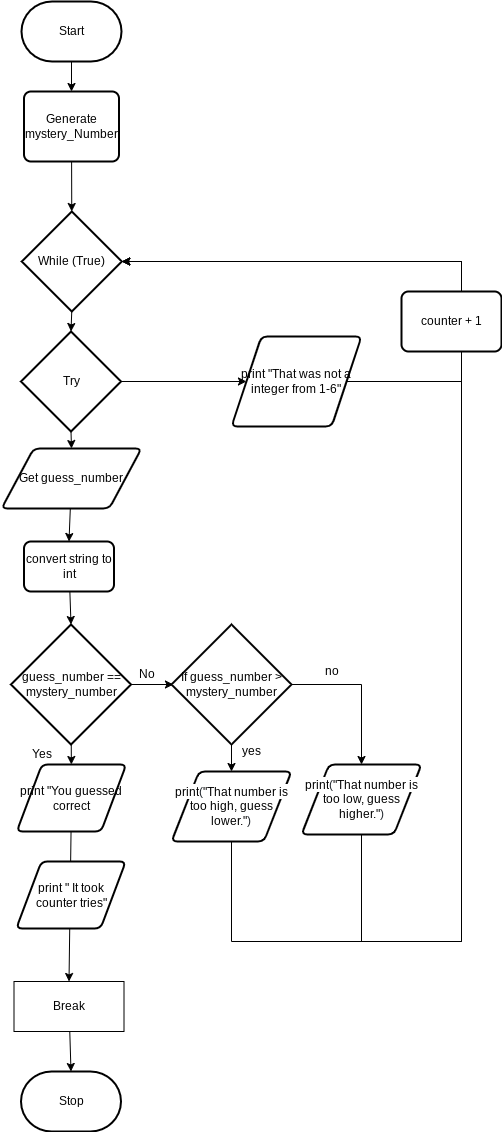 Start
Generate
mystery_Number
While (True)
counter + 1
Try
print "That was not a
integer from 1-6"
Get guess_number
convert string to
int
guess_number ==
mystery_number
No
if guess_number >
mystery_number
no
Yes
yes
print "You guessed
correct
print("That number is
too high, guess
lower.")
print("That number is
too low, guess
higher.")
print " It took
counter tries"
Break
Stop